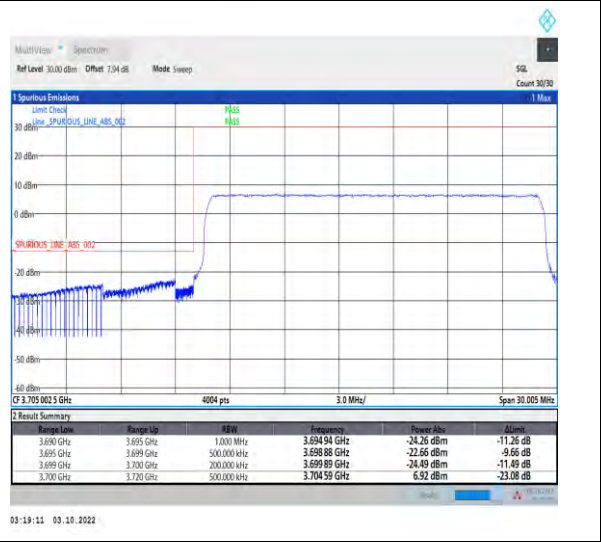 MultiView Spectrum
Ref Level 30.00 dBm Offset 7.94 dB Mode Sweep SGL
Count 30/30
1 Spurious Emissions 1 Max
Limit Check PASS
Line _SPURIOUS_LINE_ABS_002 PASS
30 dBm
20 dBm
10 dBm
0 dBm
_SPURIOUS_LINE_ABS_002
-20 dBm
-30 dBm
-40 dBm
-50 dBm
-60 dBm
CF 3.705 002 5 GHz 4004 pts 3.0 MHz/ Span 30.005 MHz
2 Result Summary
Range Low Range Up RBW Frequency Power Abs ΔLimit
3.690 GHz 3.695 GHz 1.000 MHz 3.694 94 GHz -24.26 dBm -11.26 dB
3.695 GHz 3.699 GHz 500.000 kHz 3.698 88 GHz -22.66 dBm -9.66 dB
3.699 GHz 3.700 GHz 200.000 kHz 3.699 89 GHz -24.49 dBm -11.49 dB
3.700 GHz 3.720 GHz 500.000 kHz 3.704 59 GHz 6.92 dBm -23.08 dB
03:19:11 03.10.2022